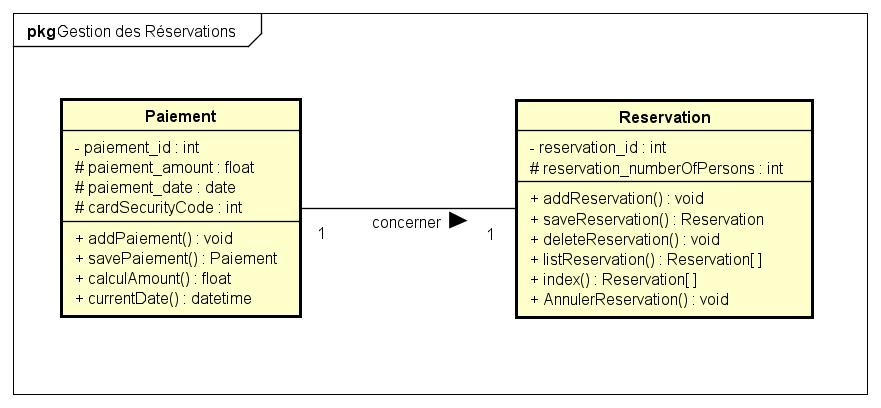 pkg Gestion des Réservations
Paiement
- paiement_id : int
# paiement_amount : float
# paiement_date : date
# cardSecurityCode : int
+ addPaiement() : void
+ savePaiement() : Paiement
+ calculAmount() : float
+ currentDate() : datetime
1
concerner
1
Reservation
- reservation_id : int
# reservation_numberOfPersons : int
+ addReservation() : void
+ saveReservation() : Reservation
+ deleteReservation() : void
+ listReservation() : Reservation[ ]
+ index() : Reservation[ ]
+ AnnulerReservation() : void